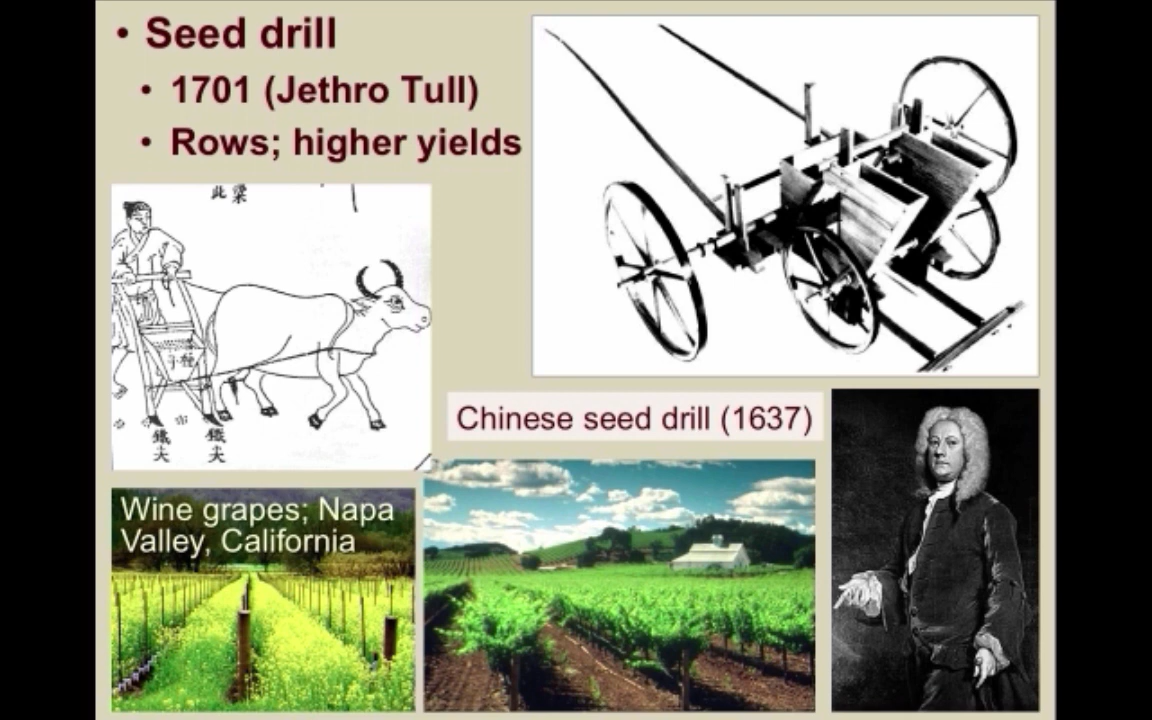 • Seed drill
• 1701 (Jethro Tull)
• Rows; higher yields
Chinese seed drill (1637)
Wine grapes; Napa
Valley, California